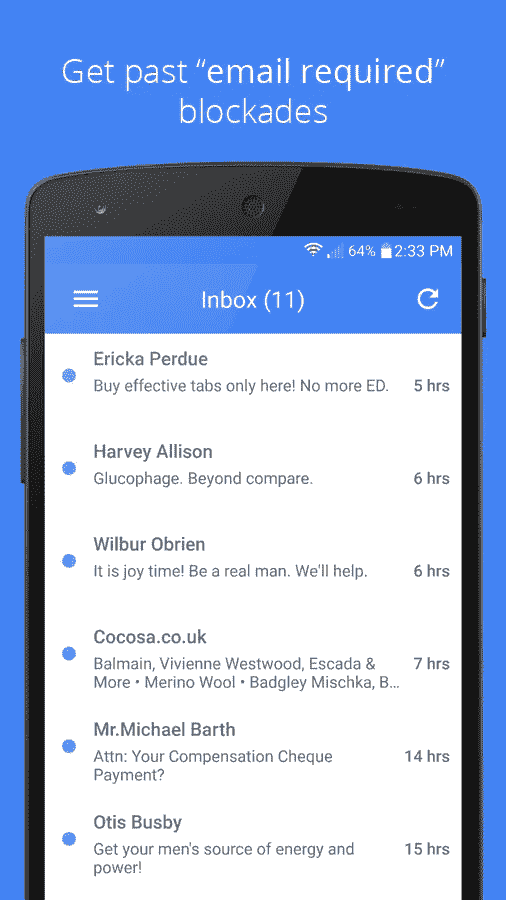 Get past “email required”
blockades
64% 2:33 PM
Inbox (11)
Ericka Perdue
Buy effective tabs only here! No more ED. 5 hrs
Harvey Allison
Glucophage. Beyond compare. 6 hrs
Wilbur Obrien
It is joy time! Be a real man. We'll help. 6 hrs
Cocosa.co.uk
Balmain, Vivienne Westwood, Escada & 7 hrs
More • Merino Wool • Badgley Mischka, B...
Mr.Michael Barth
Attn: Your Compensation Cheque 14 hrs
Payment?
Otis Busby
Get your men's source of energy and 15 hrs
power!